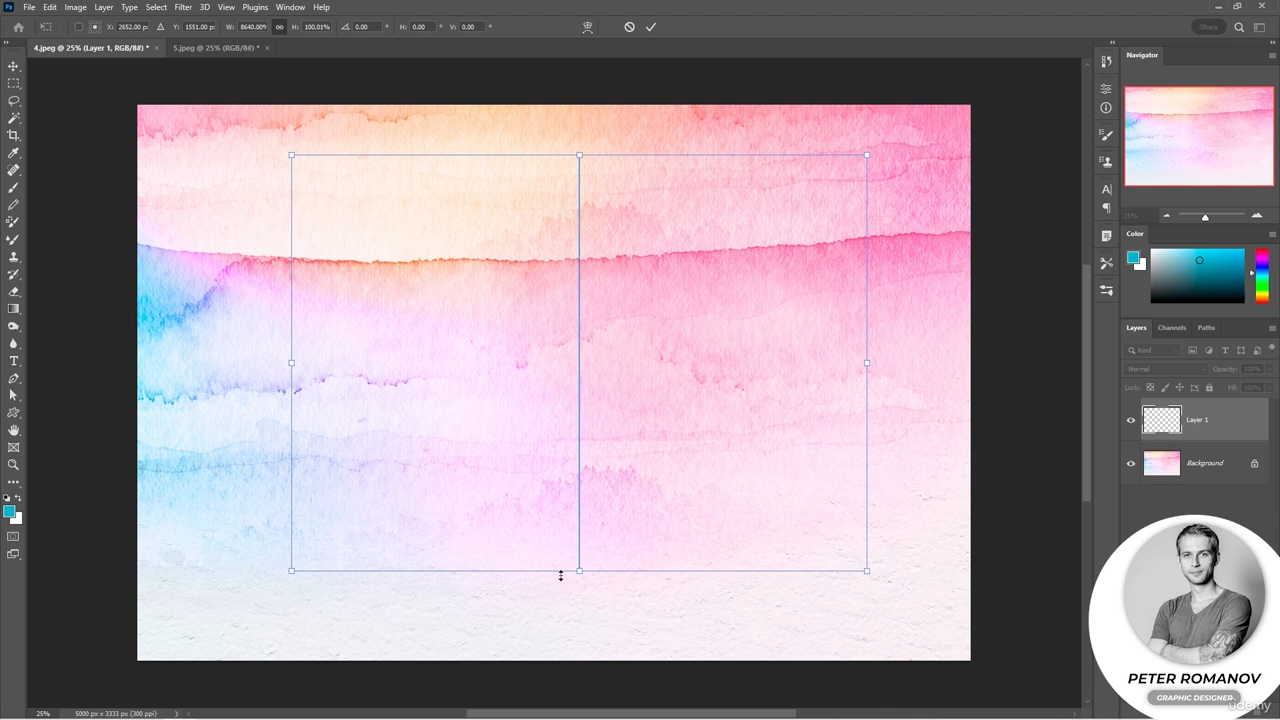 Ps File Edit Image Layer Type Select Filter 3D View Plugins Window Help
X: 2652.00 px Y: 1551.00 px W: 8640.00% H: 100.01% 0.00 ° H: 0.00 ° V: 0.00 ° Share
4.jpeg @ 25% (Layer 1, RGB/8#) * × 5.jpeg @ 25% (RGB/8#) * ×
Navigator
25%
Color
Layers Channels Paths
Kind
Normal Opacity: 100%
Lock: Fill: 100%
Layer 1
Background
PETER ROMANOV
GRAPHIC DESIGNER
udemy
25% 5000 px x 3333 px (300 ppi)